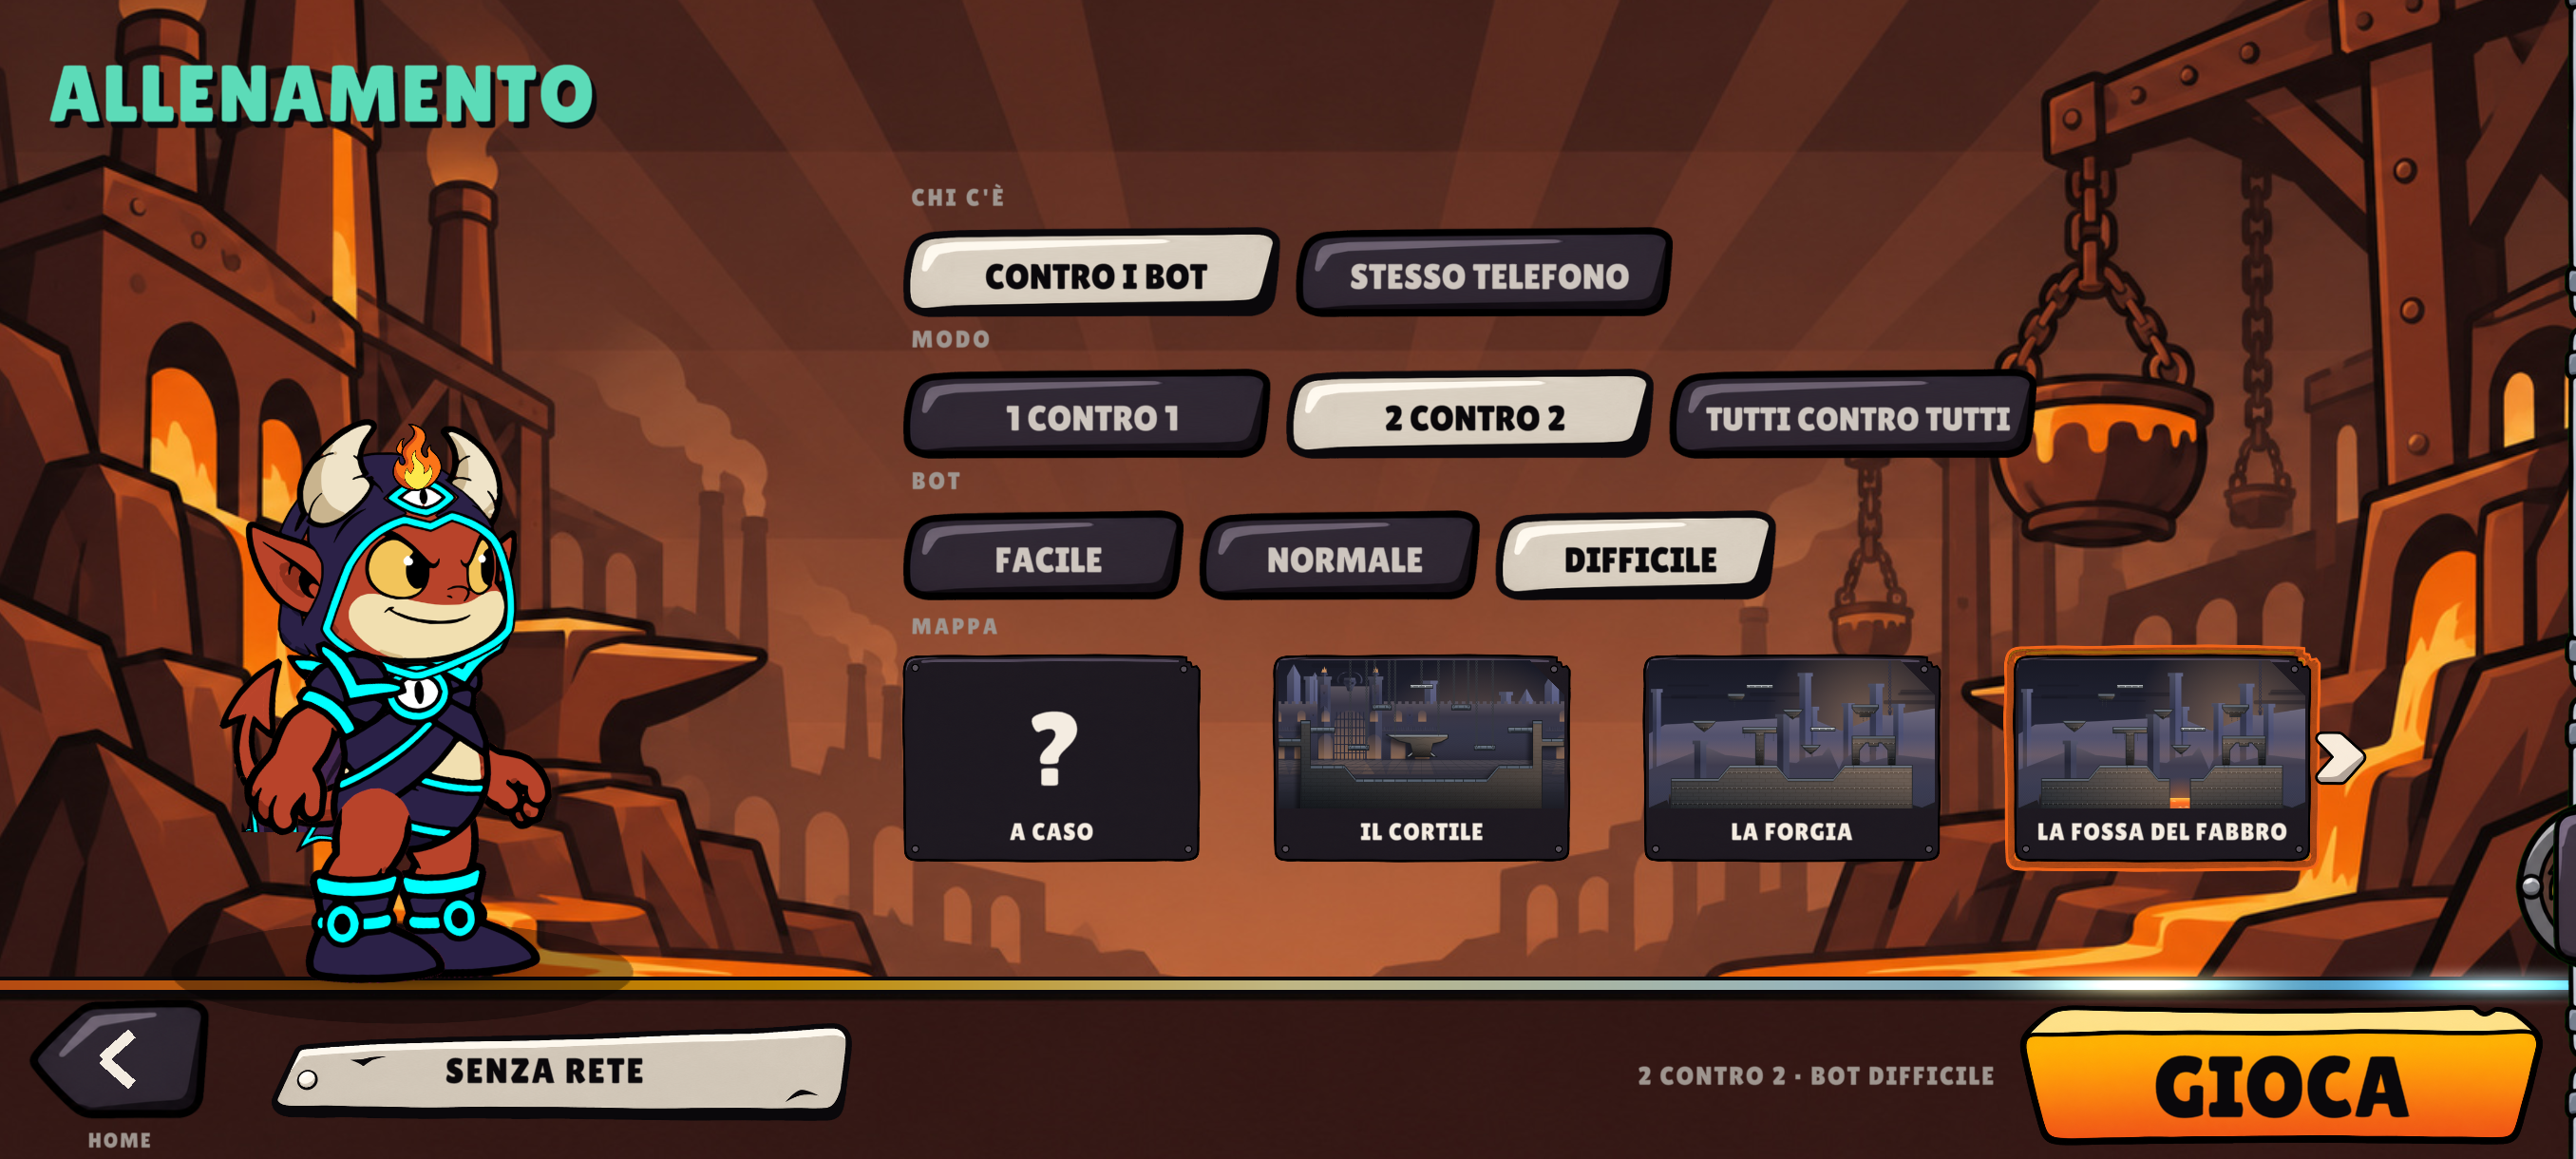 ALLENAMENTO
CHI C'È
CONTRO I BOT
STESSO TELEFONO
MODO
1 CONTRO 1
2 CONTRO 2
TUTTI CONTRO TUTTI
BOT
FACILE
NORMALE
DIFFICILE
MAPPA
?
A CASO
IL CORTILE
LA FORGIA
LA FOSSA DEL FABBRO
SENZA RETE
2 CONTRO 2 · BOT DIFFICILE
GIOCA
HOME